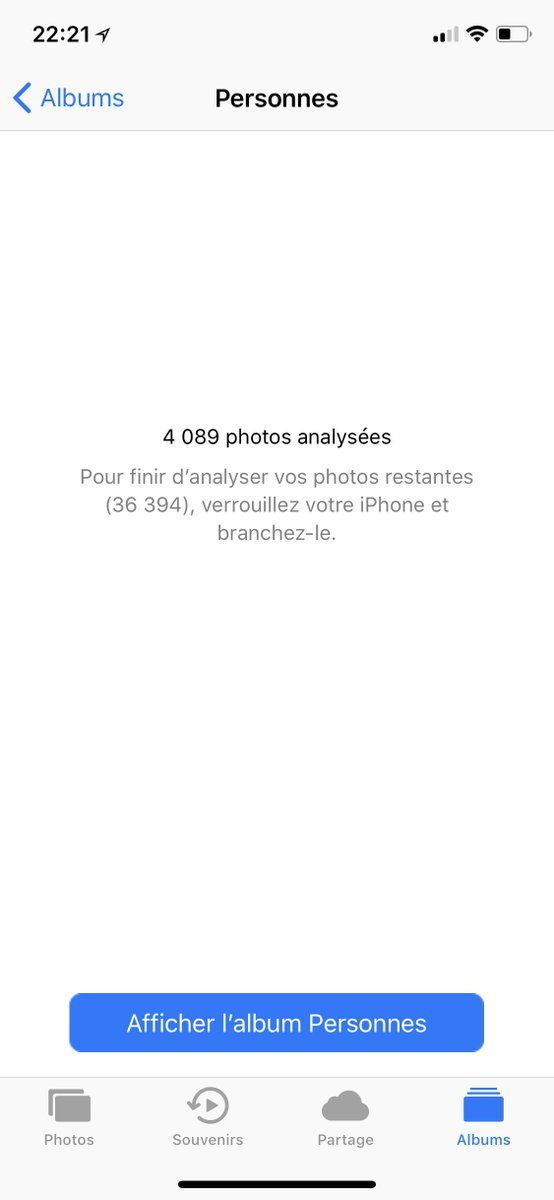 22:21
Albums
Personnes
4 089 photos analysées
Pour finir d’analyser vos photos restantes
(36 394), verrouillez votre iPhone et
branchez-le.
Afficher l’album Personnes
Photos
Souvenirs
Partage
Albums